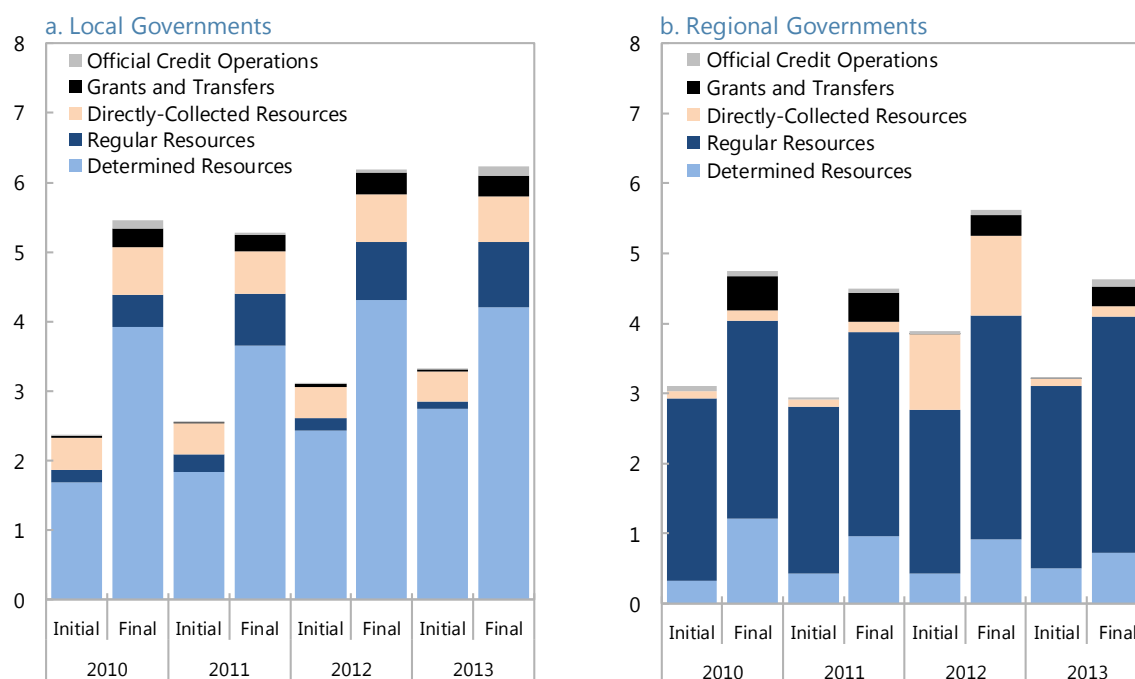 a. Local Governments
8
7
6
5
4
3
2
1
0
Official Credit Operations
Grants and Transfers
Directly-Collected Resources
Regular Resources
Determined Resources
Initial Final Initial Final Initial Final Initial Final
2010 2011 2012 2013
b. Regional Governments
8
7
6
5
4
3
2
1
0
Official Credit Operations
Grants and Transfers
Directly-Collected Resources
Regular Resources
Determined Resources
Initial Final Initial Final Initial Final Initial Final
2010 2011 2012 2013